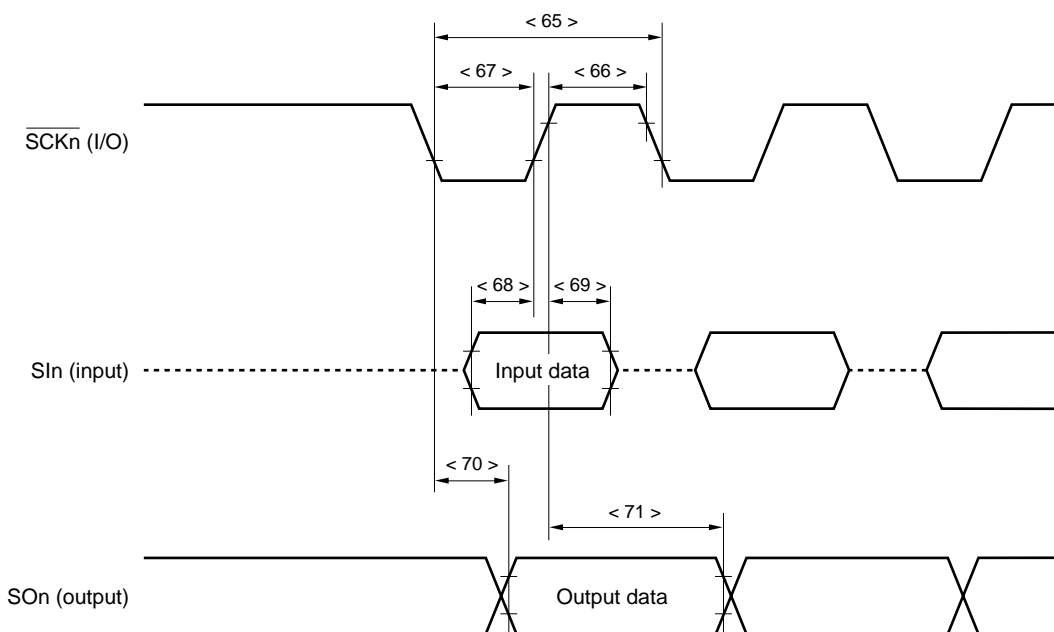 < 65 >
< 67 >
< 66 >
SCKn (I/O)
< 68 >
< 69 >
SIn (input)
Input data
< 70 >
< 71 >
SOn (output)
Output data